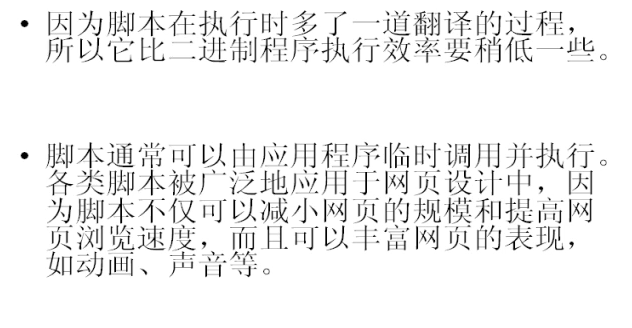 • 因为脚本在执行时多了一道翻译的过程，
所以它比二进制程序执行效率要稍低一些。
• 脚本通常可以由应用程序临时调用并执行。
各类脚本被广泛地应用于网页设计中，因
为脚本不仅可以减小网页的规模和提高网
页浏览速度，而且可以丰富网页的表现，
如动画、声音等。